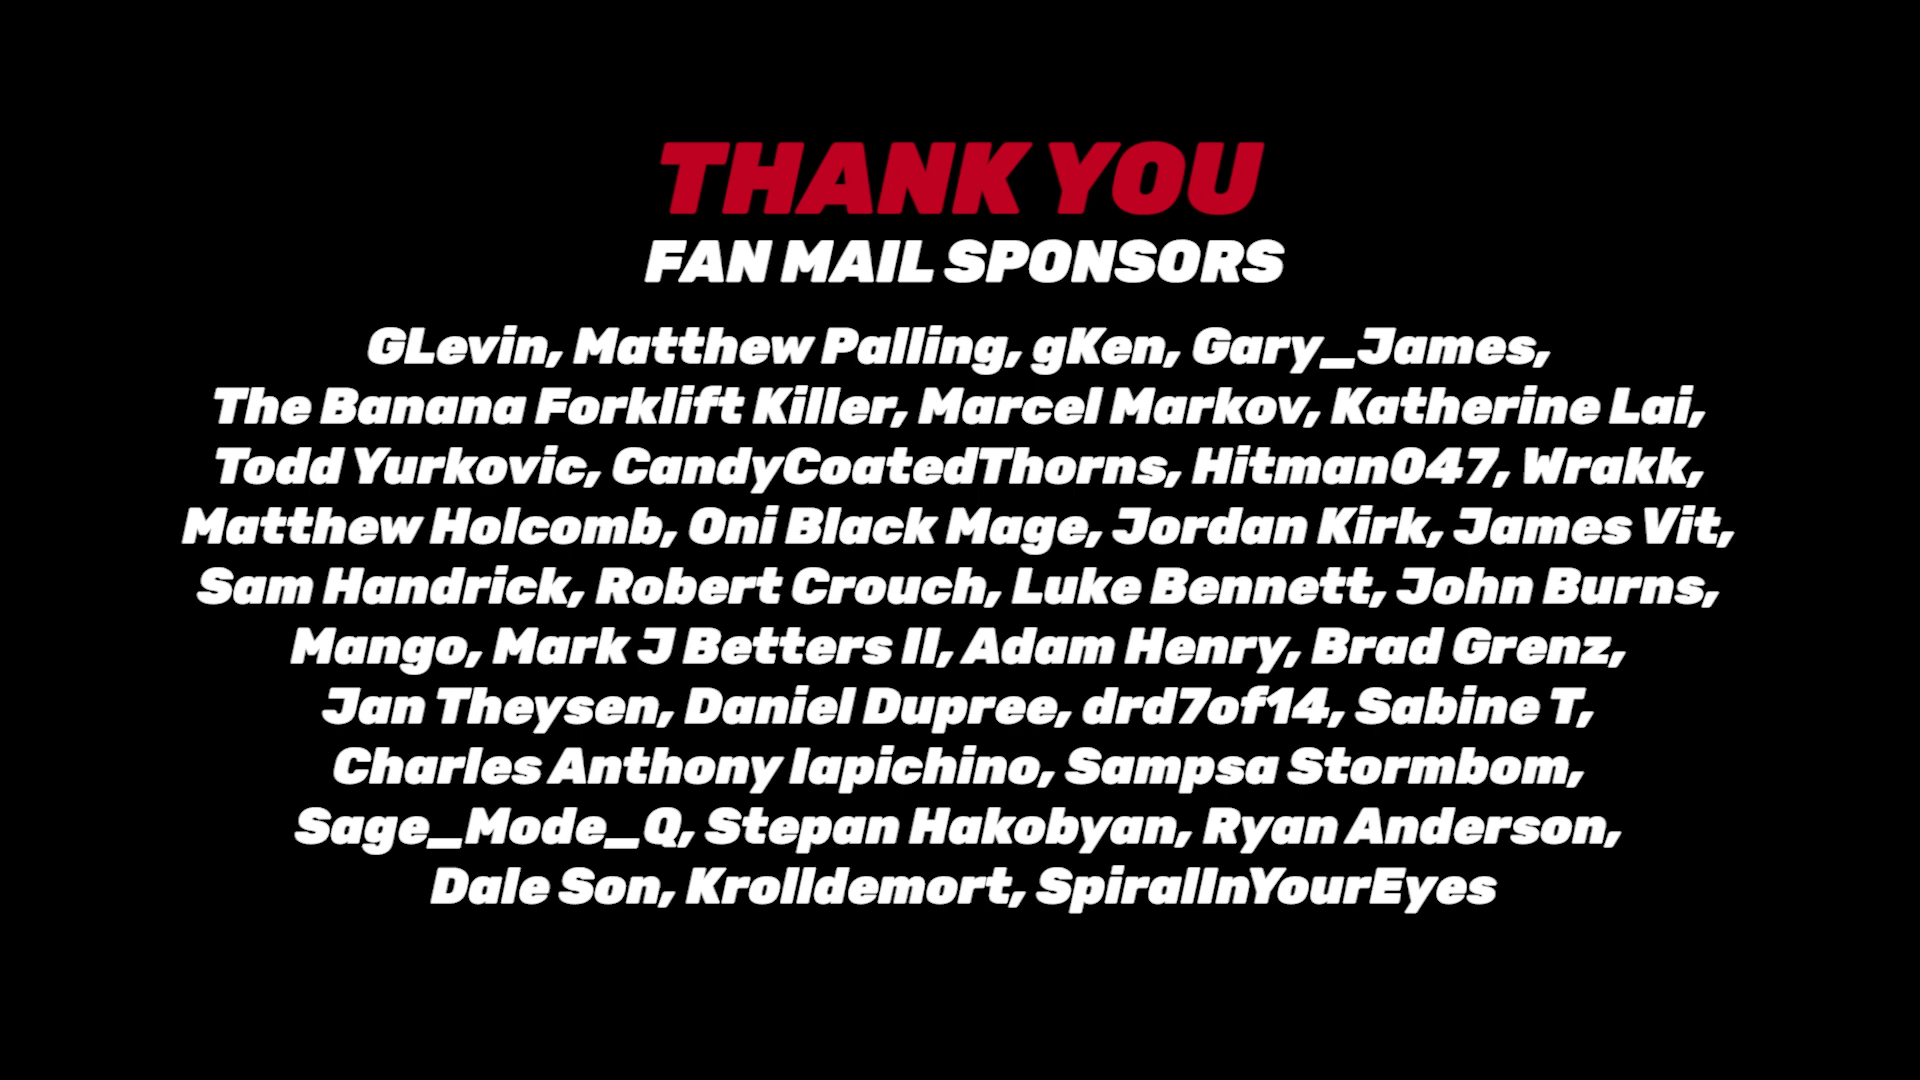 THANK YOU
FAN MAIL SPONSORS
GLevin, Matthew Palling, gKen, Gary_James,
The Banana Forklift Killer, Marcel Markov, Katherine Lai,
Todd Yurkovic, CandyCoatedThorns, Hitman047, Wrakk,
Matthew Holcomb, Oni Black Mage, Jordan Kirk, James Vit,
Sam Handrick, Robert Crouch, Luke Bennett, John Burns,
Mango, Mark J Betters II, Adam Henry, Brad Grenz,
Jan Theysen, Daniel Dupree, drd7of14, Sabine T,
Charles Anthony Iapichino, Sampsa Stormbom,
Sage_Mode_Q, Stepan Hakobyan, Ryan Anderson,
Dale Son, Krolldemort, SpiralInYourEyes